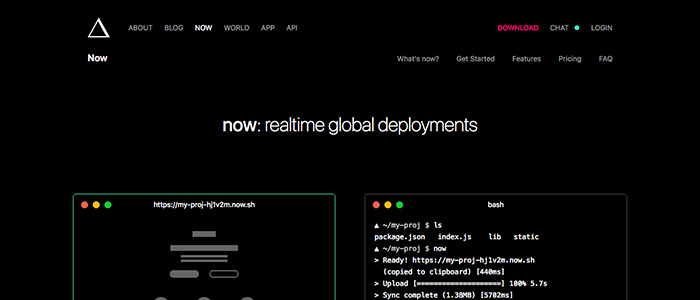 ABOUT BLOG NOW WORLD APP API DOWNLOAD CHAT LOGIN
Now What's now? Get Started Features Pricing FAQ
now: realtime global deployments
https://my-proj-hj1v2m.now.sh
bash
▲ ~/my-proj $ ls
package.json index.js lib static
▲ ~/my-proj $ now
> Ready! https://my-proj-hj1v2m.now.sh
(copied to clipboard) [440ms]
> Upload [====================] 100% 5.7s
> Sync complete (1.38MB) [5702ms]